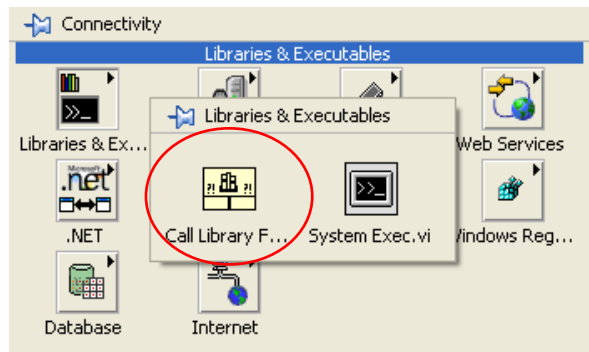 Connectivity
Libraries & Executables
Libraries & Ex...
Libraries & Executables
Web Services
Call Library F...
System Exec.vi
.net
.NET
Windows Reg...
Database
Internet